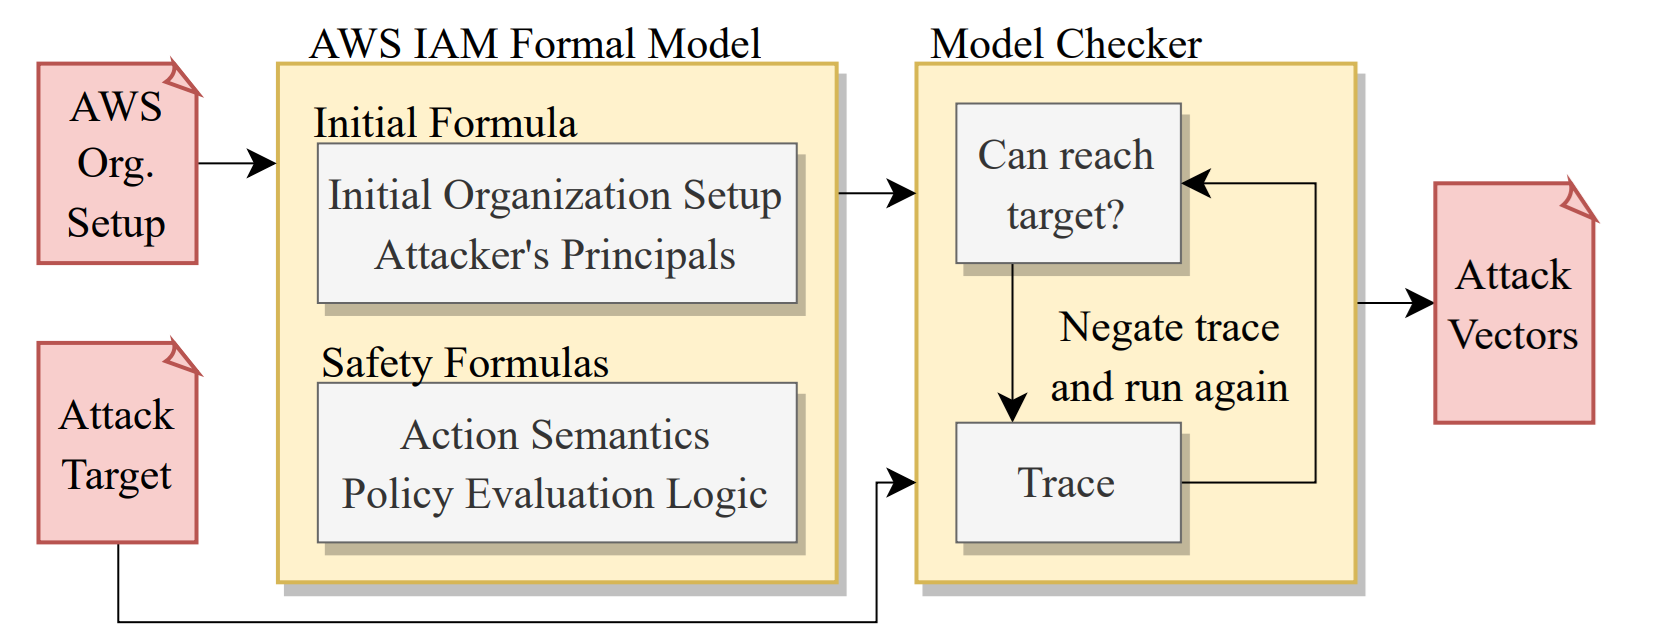 AWS
Org.
Setup
Attack
Target
AWS IAM Formal Model
Initial Formula
Initial Organization Setup
Attacker's Principals
Safety Formulas
Action Semantics
Policy Evaluation Logic
Model Checker
Can reach
target?
Negate trace
and run again
Trace
Attack
Vectors